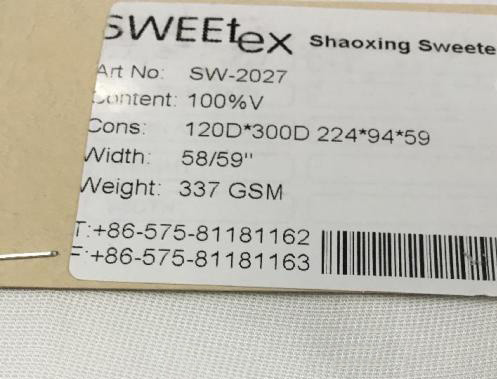 SWEEtex Shaoxing Sweete
Art No: SW-2027
Content: 100%V
Cons: 120D*300D 224*94*59
Width: 58/59"
Weight: 337 GSM
T:+86-575-81181162
F:+86-575-81181163